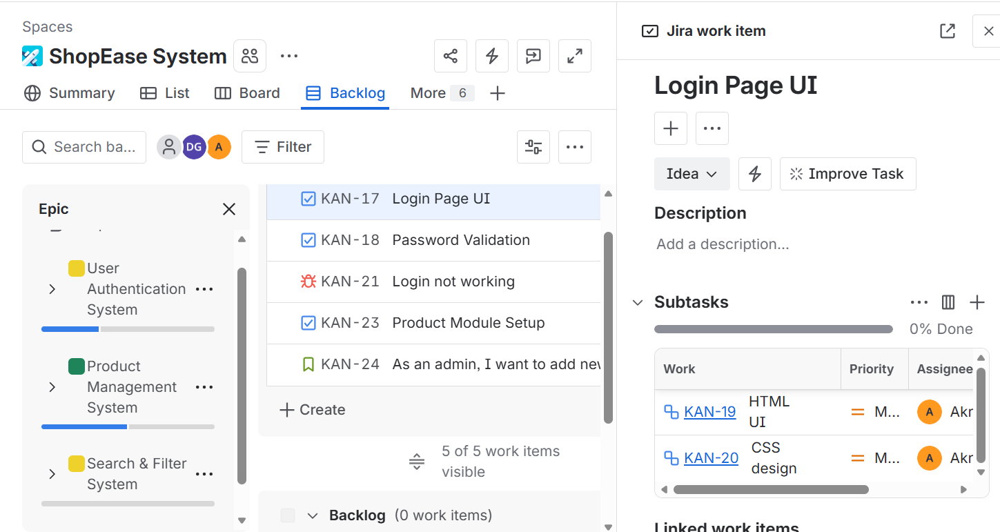 Spaces
ShopEase System
Summary List Board Backlog More 6
Search ba... DG A Filter
Epic
User
Authentication
System
Product
Management
System
Search & Filter
System
KAN-17 Login Page UI
KAN-18 Password Validation
KAN-21 Login not working
KAN-23 Product Module Setup
KAN-24 As an admin, I want to add new
Create
5 of 5 work items
visible
Backlog (0 work items)
Jira work item
Login Page UI
Idea Improve Task
Description
Add a description...
Subtasks
0% Done
Work Priority Assignee
KAN-19 HTML UI M... A Akr
KAN-20 CSS design M... A Akr
Linked work items